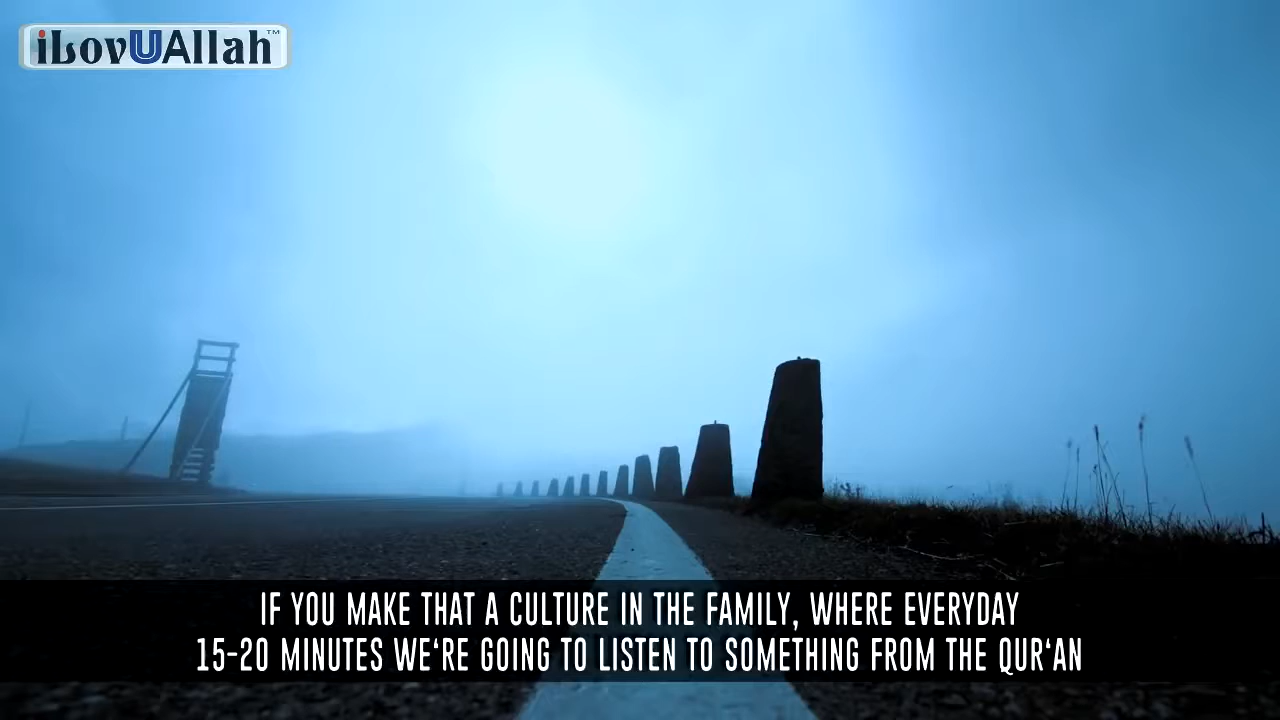 iLovUAllah™
IF YOU MAKE THAT A CULTURE IN THE FAMILY, WHERE EVERYDAY
15-20 MINUTES WE‘RE GOING TO LISTEN TO SOMETHING FROM THE QUR‘AN